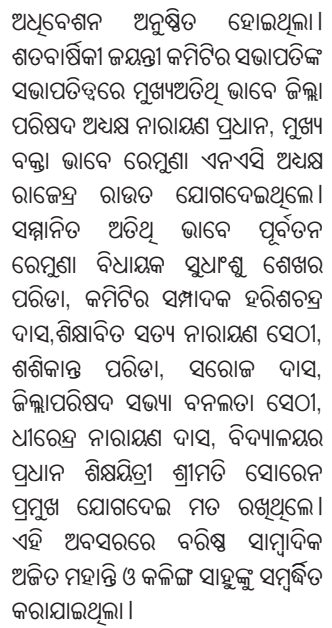 ଅଧିବେଶନ ଅନୁଷ୍ଠିତ ହୋଇଥିଲା।
ଶତବାର୍ଷିକୀ ଜୟନ୍ତୀ କମିଟିର ସଭାପତିଙ୍କ
ସଭାପତିତ୍ୱରେ ମୁଖ୍ୟଅତିଥି ଭାବେ ଜିଲ୍ଲା
ପରିଷଦ ଅଧ୍ୟକ୍ଷ ନାରାୟଣ ପ୍ରଧାନ, ମୁଖ୍ୟ
ବକ୍ତା ଭାବେ ରେମୁଣା ଏନଏସି ଅଧ୍ୟକ୍ଷ
ରାଜେନ୍ଦ୍ର ରାଉତ ଯୋଗଦେଇଥିଲେ।
ସମ୍ମାନିତ ଅତିଥି ଭାବେ ପୂର୍ବତନ
ରେମୁଣା ବିଧାୟକ ସୁଧାଂଶୁ ଶେଖର
ପରିଡା, କମିଟିର ସମ୍ପାଦକ ହରିଶଚନ୍ଦ୍ର
ଦାସ,ଶିକ୍ଷାବିତ ସତ୍ୟ ନାରାୟଣ ସେଠୀ,
ଶଶିକାନ୍ତ ପରିଡା, ସରୋଜ ଦାସ,
ଜିଲ୍ଲାପରିଷଦ ସଭ୍ୟା ବନଲତା ସେଠୀ,
ଧୀରେନ୍ଦ୍ର ନାରାୟଣ ଦାସ, ବିଦ୍ୟାଳୟର
ପ୍ରଧାନ ଶିକ୍ଷୟିତ୍ରୀ ଶ୍ରୀମତି ସୋରେନ
ପ୍ରମୁଖ ଯୋଗଦେଇ ମତ ରଖିଥିଲେ।
ଏହି ଅବସରରେ ବରିଷ୍ଠ ସାମ୍ବାଦିକ
ଅଜିତ ମହାନ୍ତି ଓ କଳିଙ୍ଗ ସାହୁଙ୍କୁ ସମ୍ବର୍ଦ୍ଧିତ
କରାଯାଇଥିଲା।